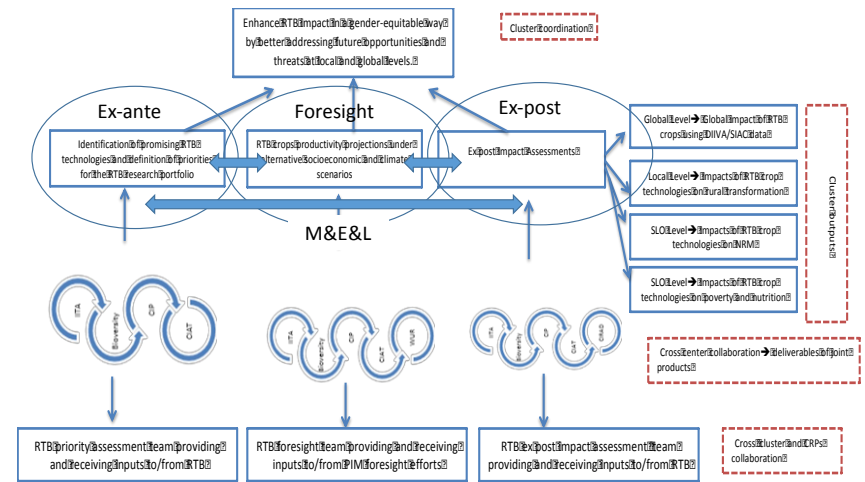 Enhance RTB Impact in a gender-equitable way
by better addressing future opportunities and
threats at local and global levels.
Cluster coordination
Ex-ante
Foresight
Ex-post
Identification of promising RTB
technologies and definition of priorities
for the RTB research portfolio
RTB crops productivity projections under
alternative socioeconomic and climate
scenarios
Ex post Impact Assessments
Global Level → Global impact of RTB
crops using DIIVA/SIAC data
Local Level → Impacts of RTB crop
technologies on rural transformation
SLO Level → Impacts of RTB crop
technologies on NRM
SLO Level → Impacts of RTB crop
technologies on poverty and nutrition
Cluster outputs
M&E&L
IITA
Bioversity
CIP
CIAT
IITA
Bioversity
CIP
CIAT
WUR
IITA
Bioversity
CIP
CIAT
CIRAD
Cross center collaboration → deliverables of joint
products
RTB priority assessment team providing
and receiving inputs to/from RTB
RTB foresight team providing and receiving
inputs to/from PIM foresight efforts
RTB ex post impact assessment team
providing and receiving inputs to/from RTB
Cross cluster and CRPs
collaboration